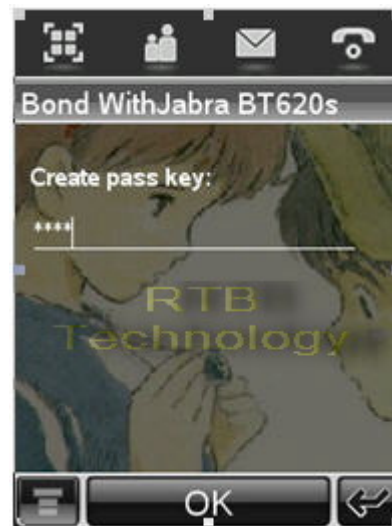 Bond WithJabra BT620s
Create pass key:
****
RTB
Technology
OK